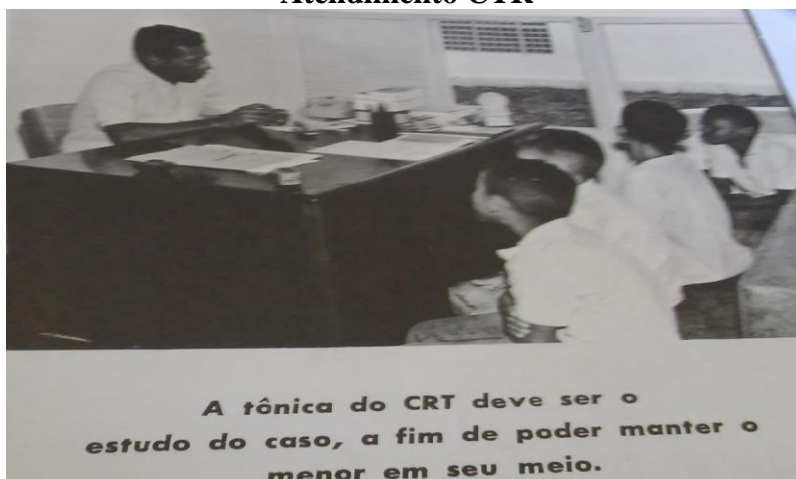 Atendimento CTR
A tônica do CRT deve ser o
estudo do caso, a fim de poder manter o
menor em seu meio.